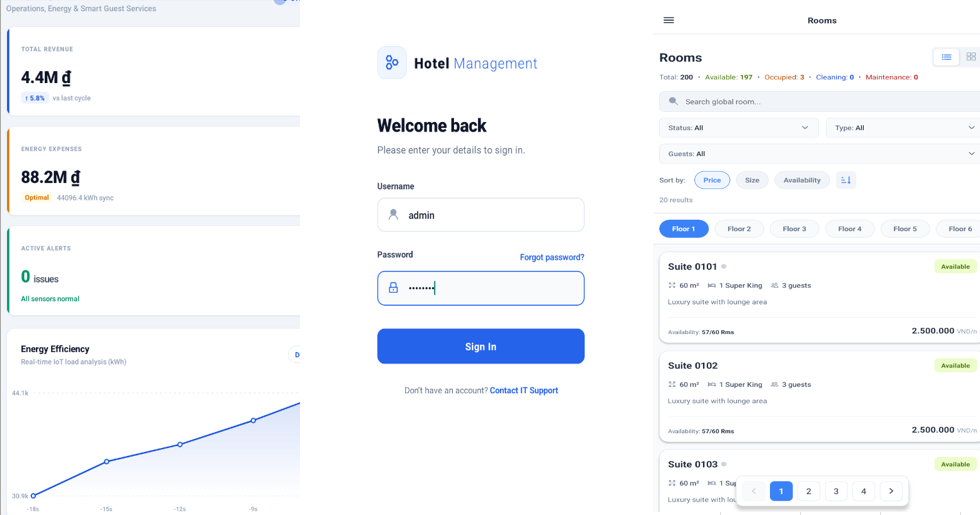 Operations, Energy & Smart Guest Services
TOTAL REVENUE
4.4M ₫
↑ 5.8% vs last cycle
ENERGY EXPENSES
88.2M ₫
Optimal 44096.4 kWh sync
ACTIVE ALERTS
0 issues
All sensors normal
Energy Efficiency
Real-time IoT load analysis (kWh)
D
44.1k
20.9k
-18s -15s -12s -9s
Hotel Management
Welcome back
Please enter your details to sign in.
Username
admin
Password Forgot password?
••••••••
Sign In
Don't have an account? Contact IT Support
Rooms
Rooms
Total: 200 • Available: 197 • Occupied: 3 • Cleaning: 0 • Maintenance: 0
Search global room...
Status: All Type: All
Guests: All
Sort by: Price Size Availability
20 results
Floor 1 Floor 2 Floor 3 Floor 4 Floor 5 Floor 6
Suite 0101 Available
60 m² 1 Super King 3 guests
Luxury suite with lounge area
Availability: 57/60 Rms 2.500.000 VND/n
Suite 0102 Available
60 m² 1 Super King 3 guests
Luxury suite with lounge area
Availability: 57/60 Rms 2.500.000 VND/n
Suite 0103 Available
60 m² 1 Sup
Luxury suite with lou
‹ 1 2 3 4 ›